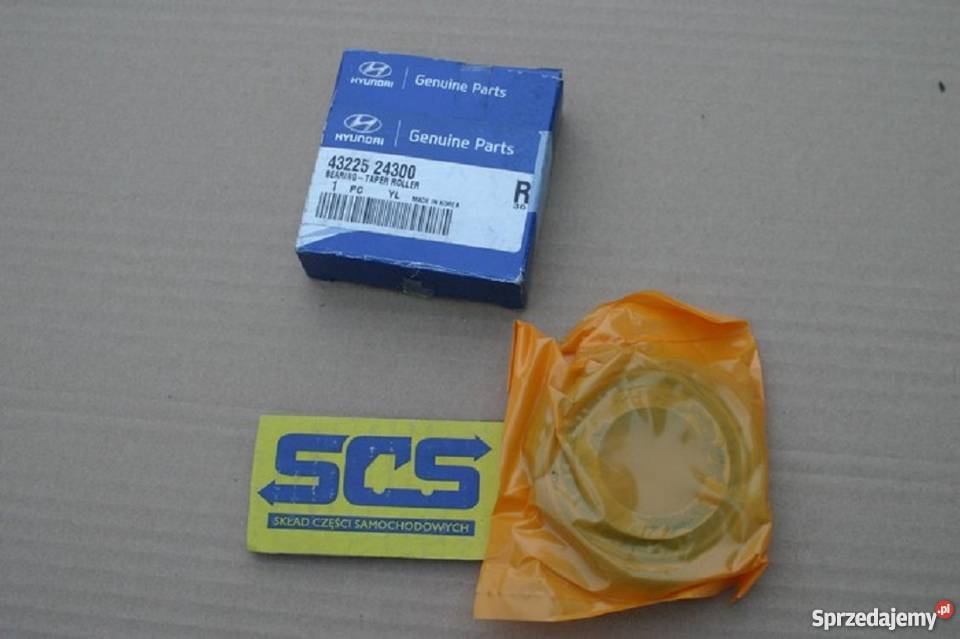 HYUNDAI Genuine Parts
HYUNDAI Genuine Parts
43225 24300
BEARING-TAPER ROLLER
1 PC YL MADE IN KOREA
R
36
SCS
SKŁAD CZĘŚCI SAMOCHODOWYCH
Sprzedajemy.pl